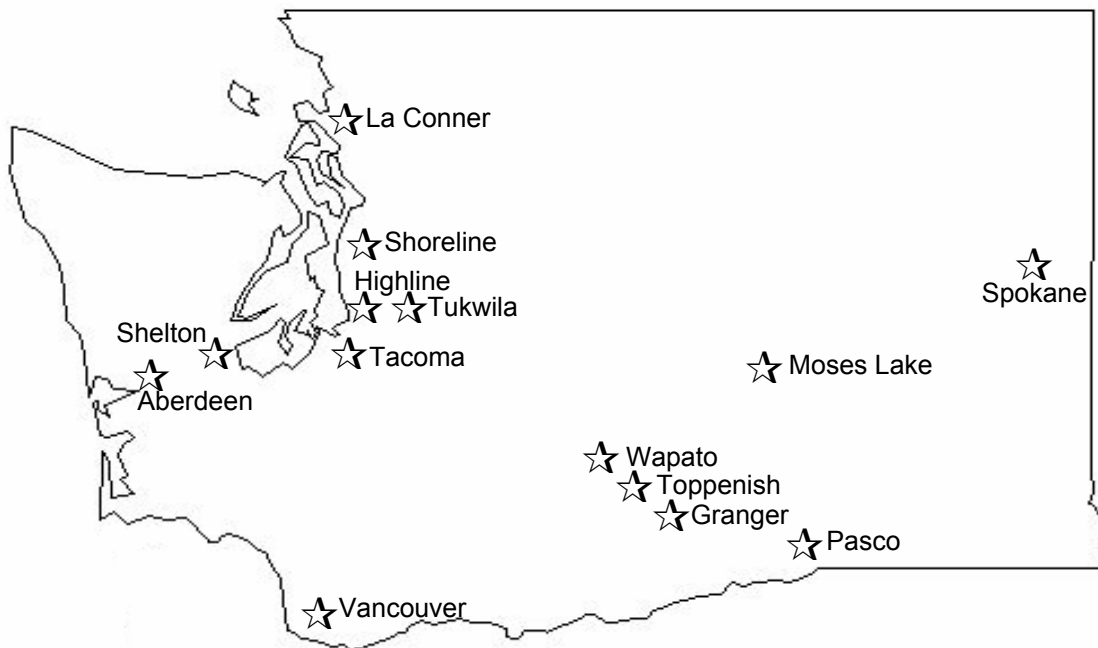 La Conner
Shoreline
Highline
Tukwila
Spokane
Shelton
Tacoma
Moses Lake
Aberdeen
Wapato
Toppenish
Granger
Pasco
Vancouver